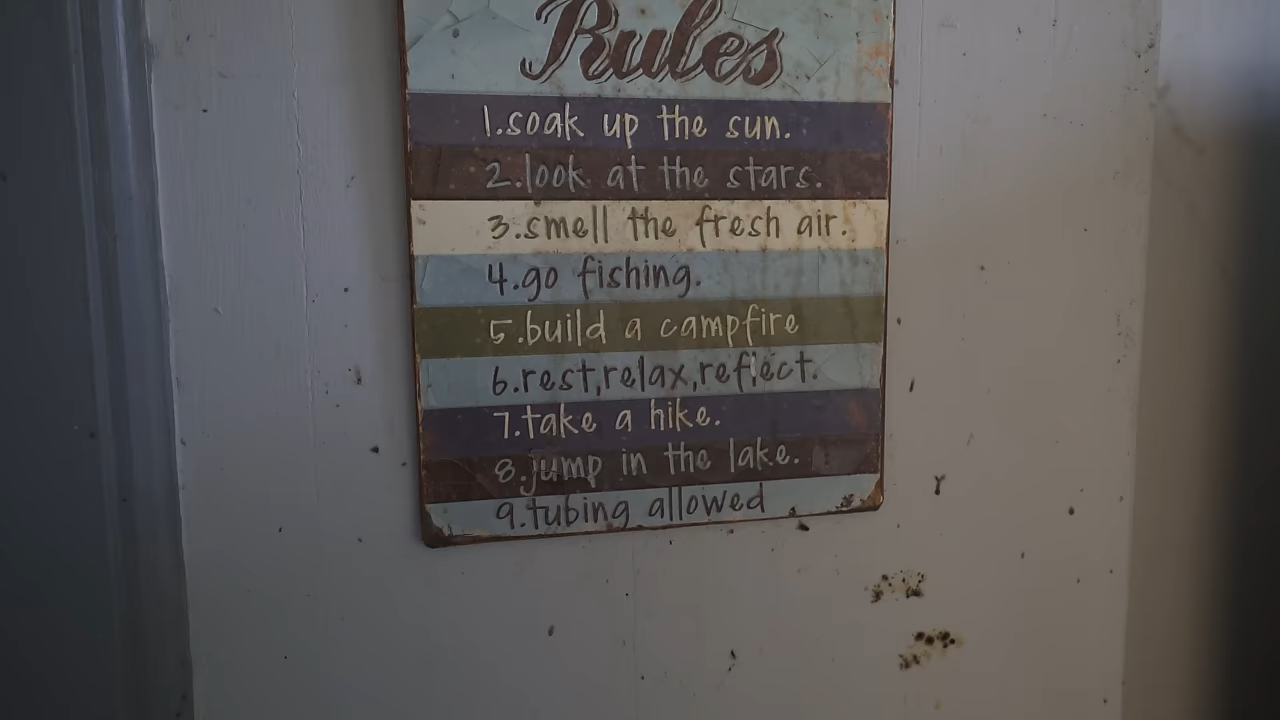 Rules
1.soak up the sun.
2.look at the stars.
3.smell the fresh air.
4.go fishing.
5.build a campfire
6.rest,relax,reflect.
7.take a hike.
8.jump in the lake.
9.tubing allowed